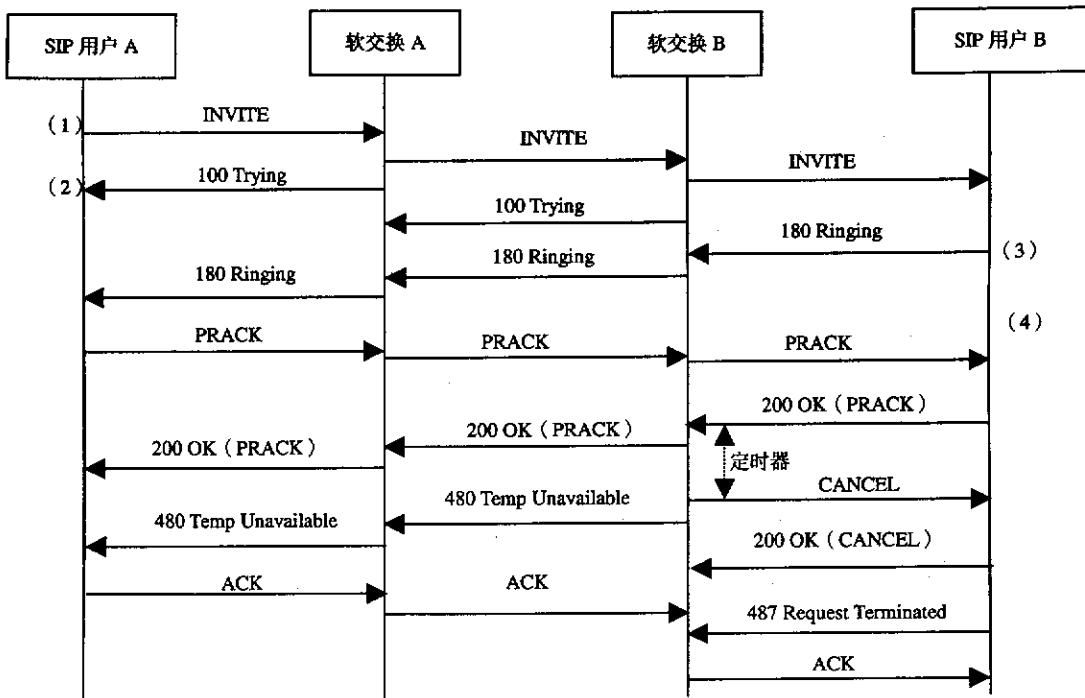 SIP 用户 A
软交换 A
软交换 B
SIP 用户 B
（1）
INVITE
INVITE
INVITE
（2）
100 Trying
100 Trying
180 Ringing
（3）
180 Ringing
180 Ringing
（4）
PRACK
PRACK
PRACK
200 OK（PRACK）
200 OK（PRACK）
200 OK（PRACK）
定时器
CANCEL
480 Temp Unavailable
480 Temp Unavailable
200 OK（CANCEL）
ACK
ACK
487 Request Terminated
ACK